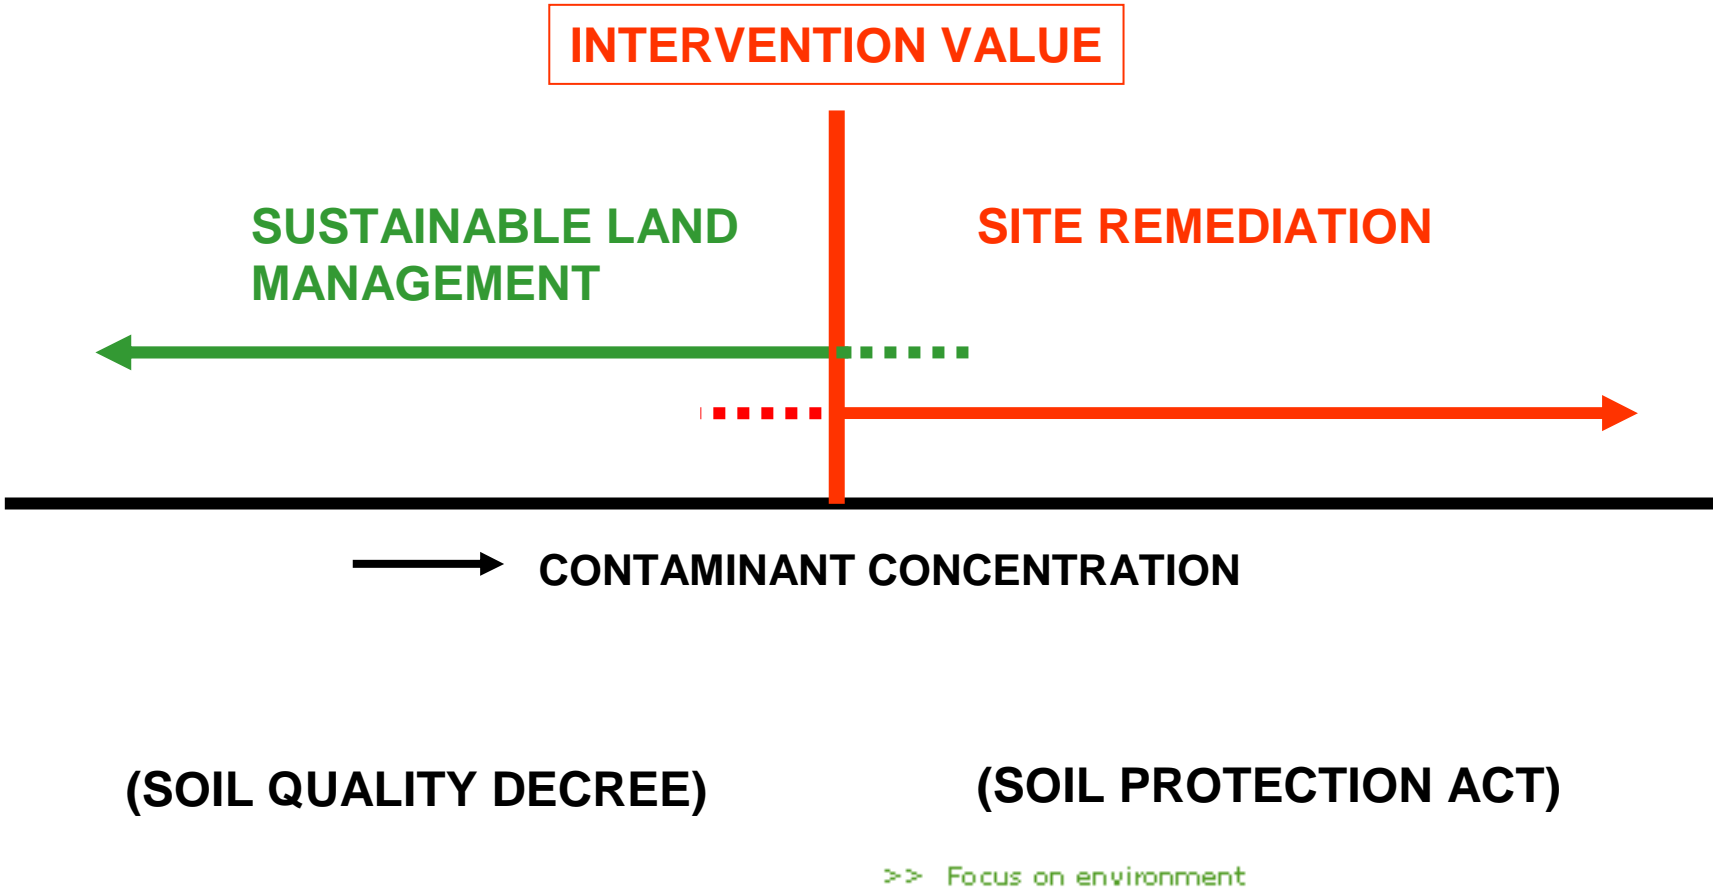 INTERVENTION VALUE
SUSTAINABLE LAND
MANAGEMENT
SITE REMEDIATION
CONTAMINANT CONCENTRATION
(SOIL QUALITY DECREE)
(SOIL PROTECTION ACT)
>> Focus on environment